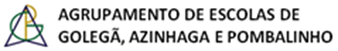 AGRUPAMENTO DE ESCOLAS DE
GOLEGÃ, AZINHAGA E POMBALINHO